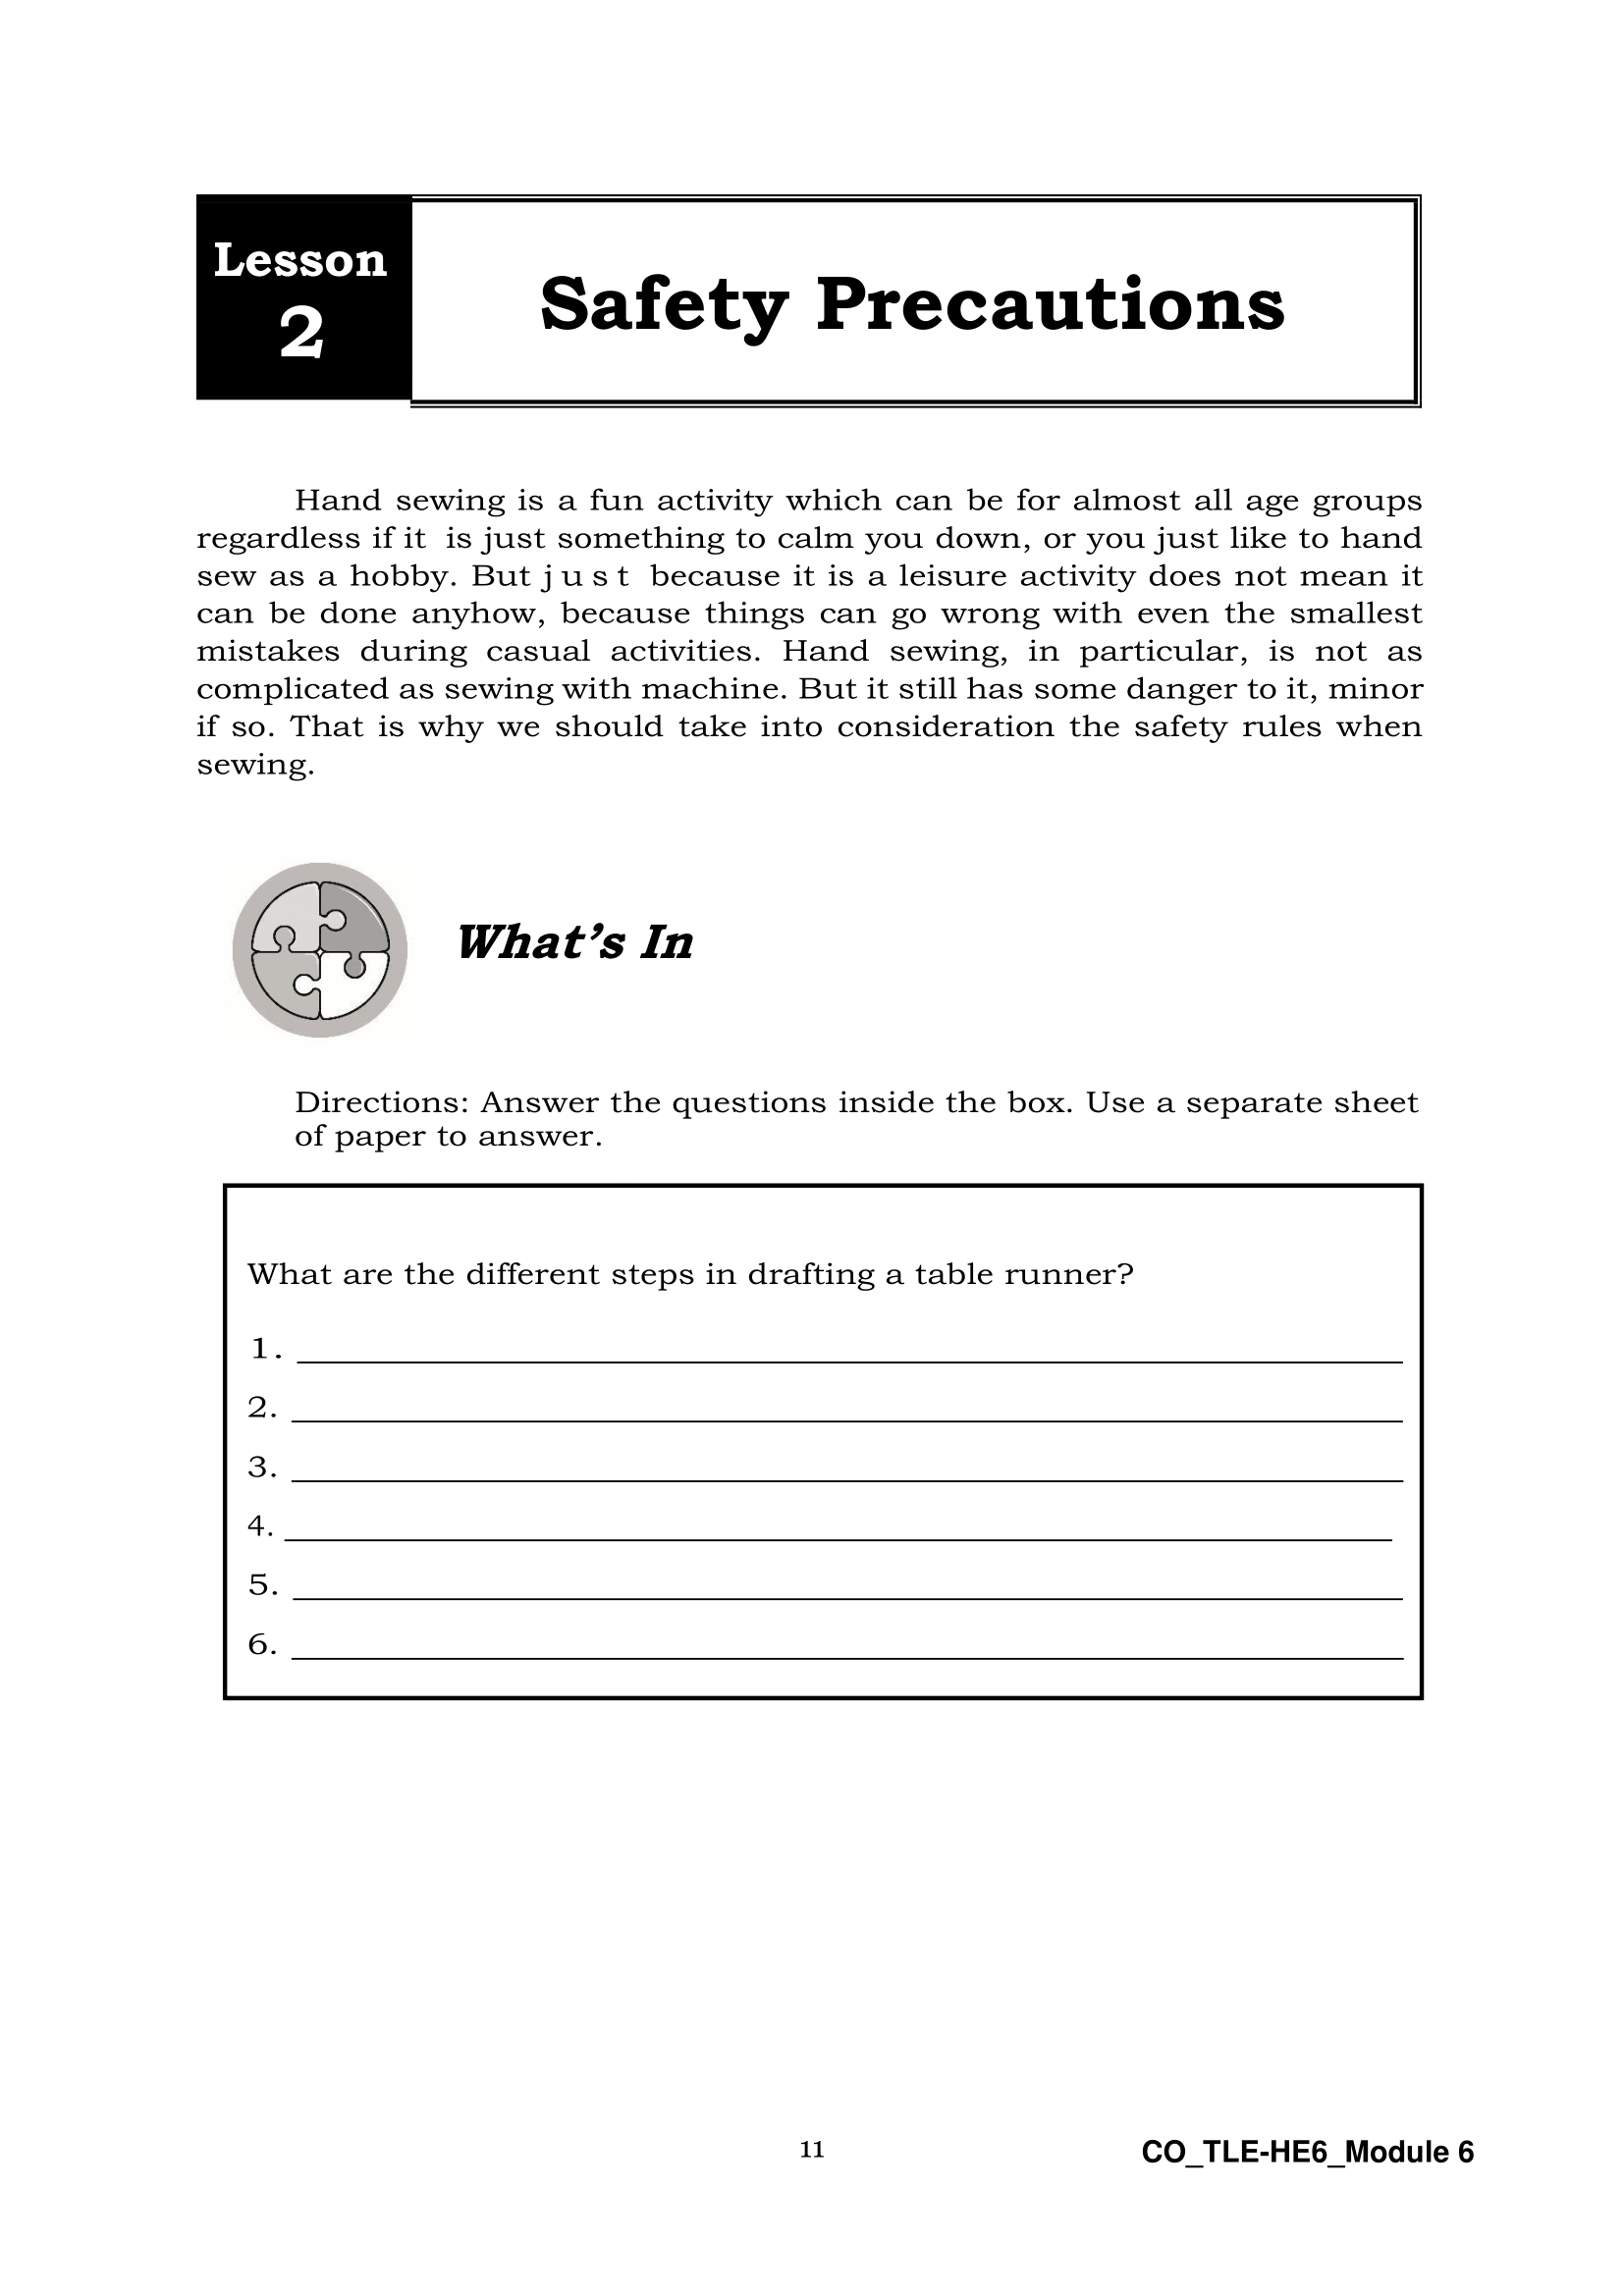 Lesson
2
Safety Precautions
Hand sewing is a fun activity which can be for almost all age groups
regardless if it is just something to calm you down, or you just like to hand
sew as a hobby. But just because it is a leisure activity does not mean it
can be done anyhow, because things can go wrong with even the smallest
mistakes during casual activities. Hand sewing, in particular, is not as
complicated as sewing with machine. But it still has some danger to it, minor
if so. That is why we should take into consideration the safety rules when
sewing.
What's In
Directions: Answer the questions inside the box. Use a separate sheet
of paper to answer.
What are the different steps in drafting a table runner?
1.
2.
3.
4.
5.
6.
11
CO_TLE-HE6_Module 6